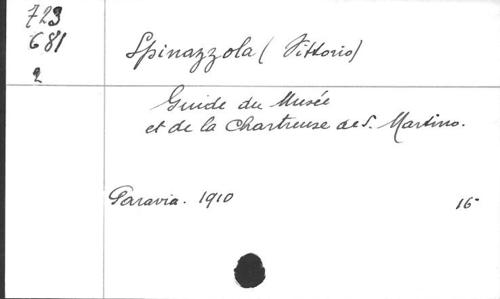 723
681
2
Spinazzola (Vittorio)
Guide du Musée
et de la Chartreuse de S. Martino.
Paravia. 1910 16-